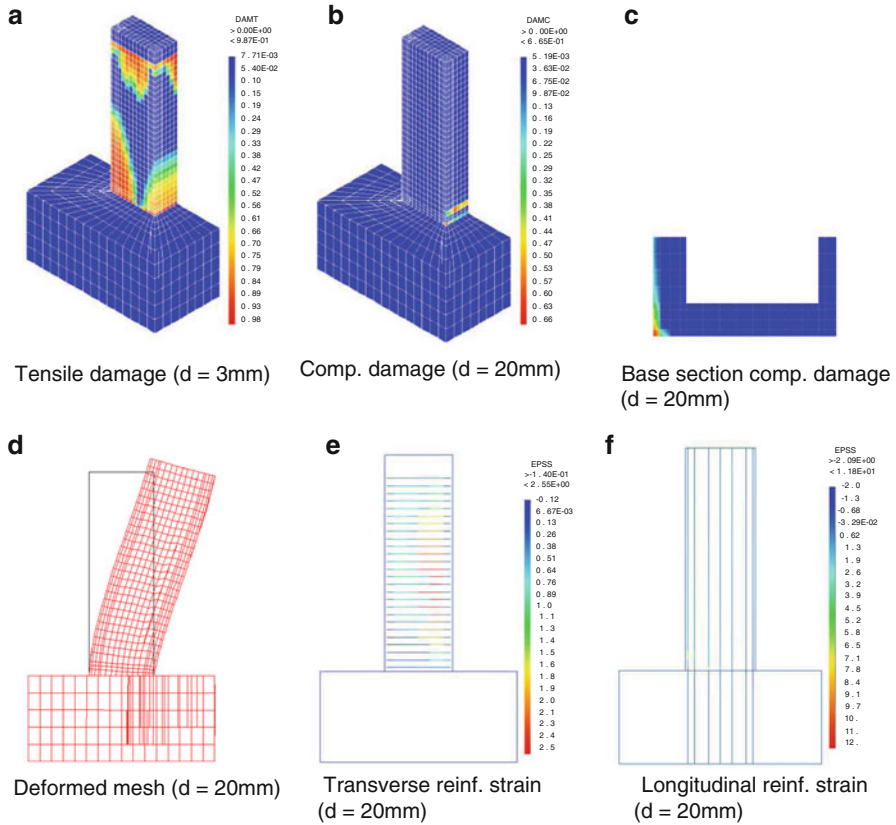 a
DAMT
> 0.00E+00
< 9.87E-01
7.71E-03
5.40E-02
0.10
0.15
0.19
0.24
0.29
0.33
0.38
0.42
0.47
0.52
0.56
0.61
0.66
0.70
0.75
0.79
0.84
0.89
0.93
0.98
Tensile damage (d = 3mm)
b
DAMC
> 0.00E+00
< 6.65E-01
5.19E-03
3.63E-02
6.75E-02
9.87E-02
0.13
0.16
0.19
0.22
0.25
0.29
0.32
0.35
0.38
0.41
0.44
0.47
0.50
0.53
0.57
0.60
0.63
0.66
Comp. damage (d = 20mm)
c
Base section comp. damage
(d = 20mm)
d
Deformed mesh (d = 20mm)
e
EPSS
>-1.40E-01
< 2.55E+00
-0.12
6.67E-03
0.13
0.26
0.38
0.51
0.64
0.76
0.89
1.0
1.1
1.3
1.4
1.5
1.6
1.8
1.9
2.0
2.1
2.3
2.4
2.5
Transverse reinf. strain
(d = 20mm)
f
EPSS
>-2.09E+00
< 1.18E+01
-2.0
-1.3
-0.68
-3.29E-02
0.62
1.3
1.9
2.6
3.2
3.9
4.5
5.2
5.8
6.5
7.1
7.8
8.4
9.1
9.7
10.
11.
12.
Longitudinal reinf. strain
(d = 20mm)